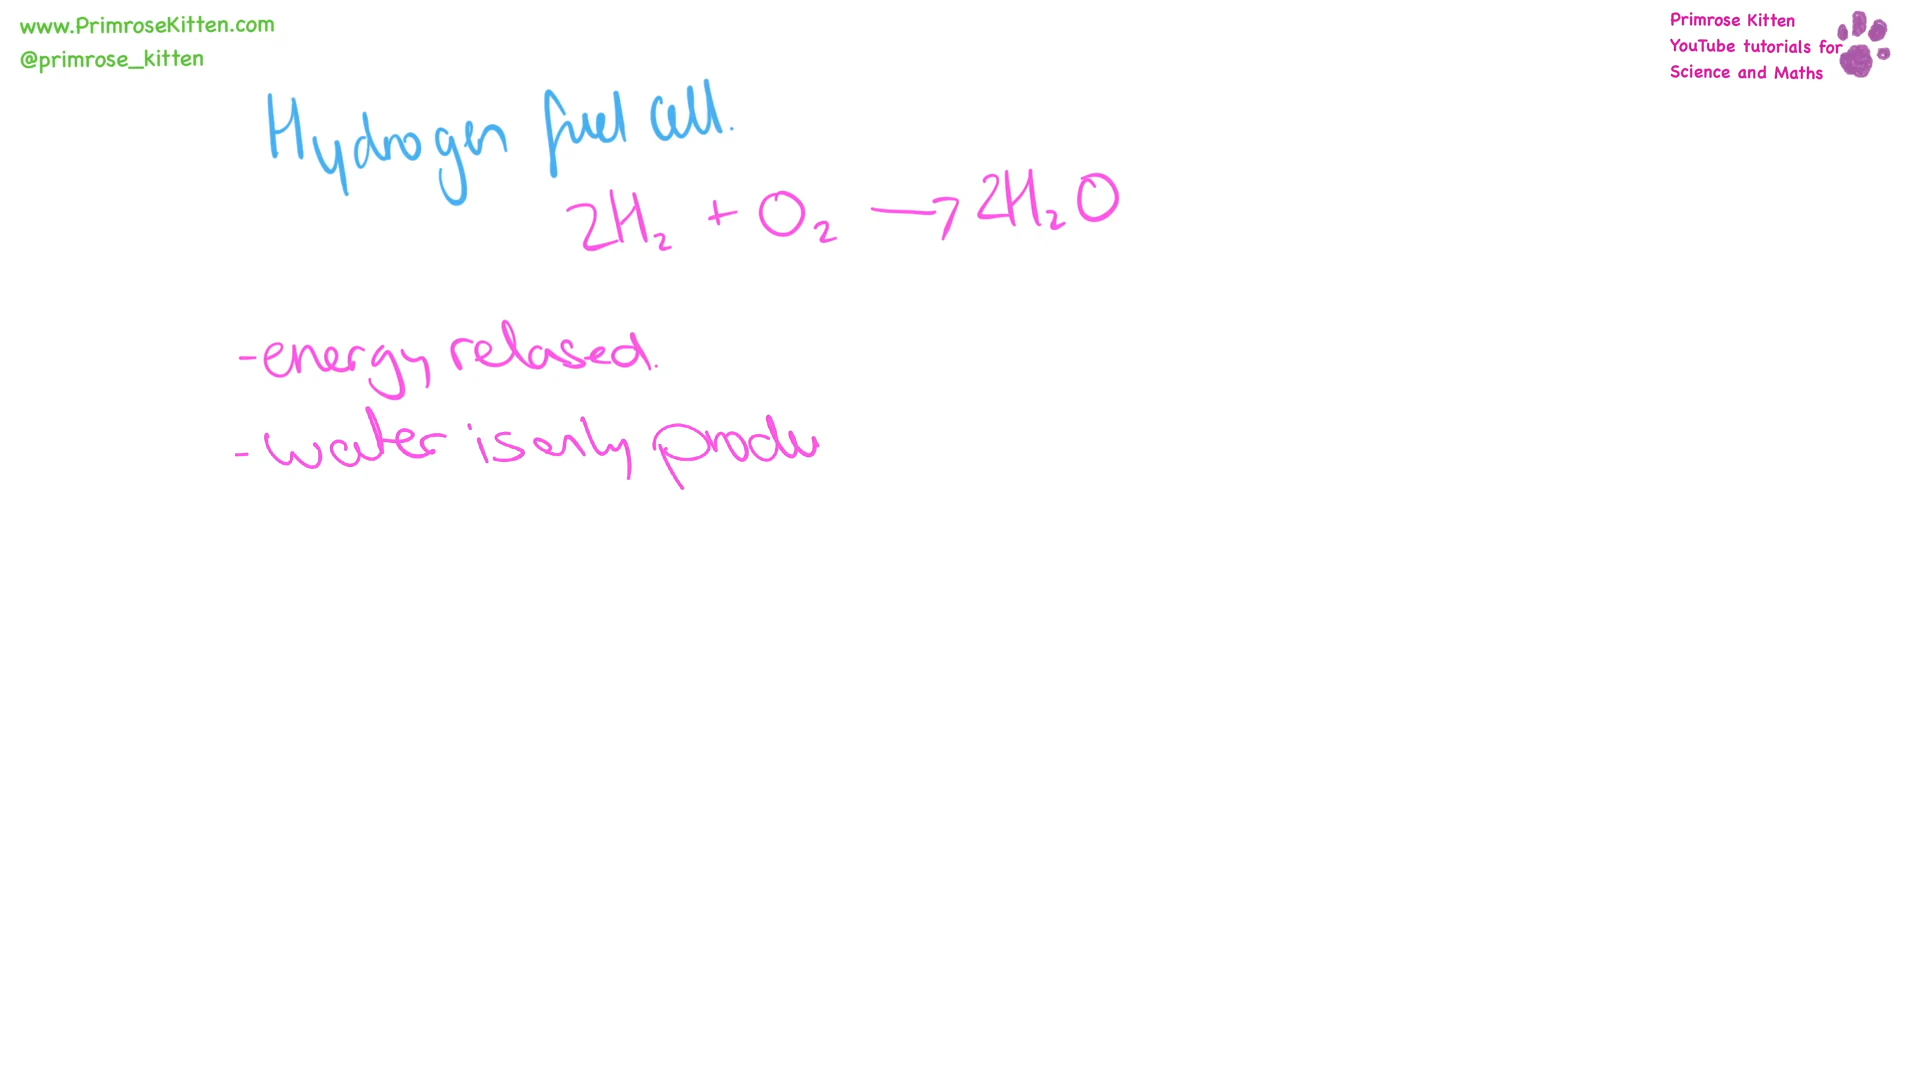 www.PrimroseKitten.com
@primrose_kitten
Primrose Kitten
YouTube tutorials for
Science and Maths
Hydrogen fuel cell.
2H₂ + O₂ → 2H₂O
- energy relased.
- water is only produ